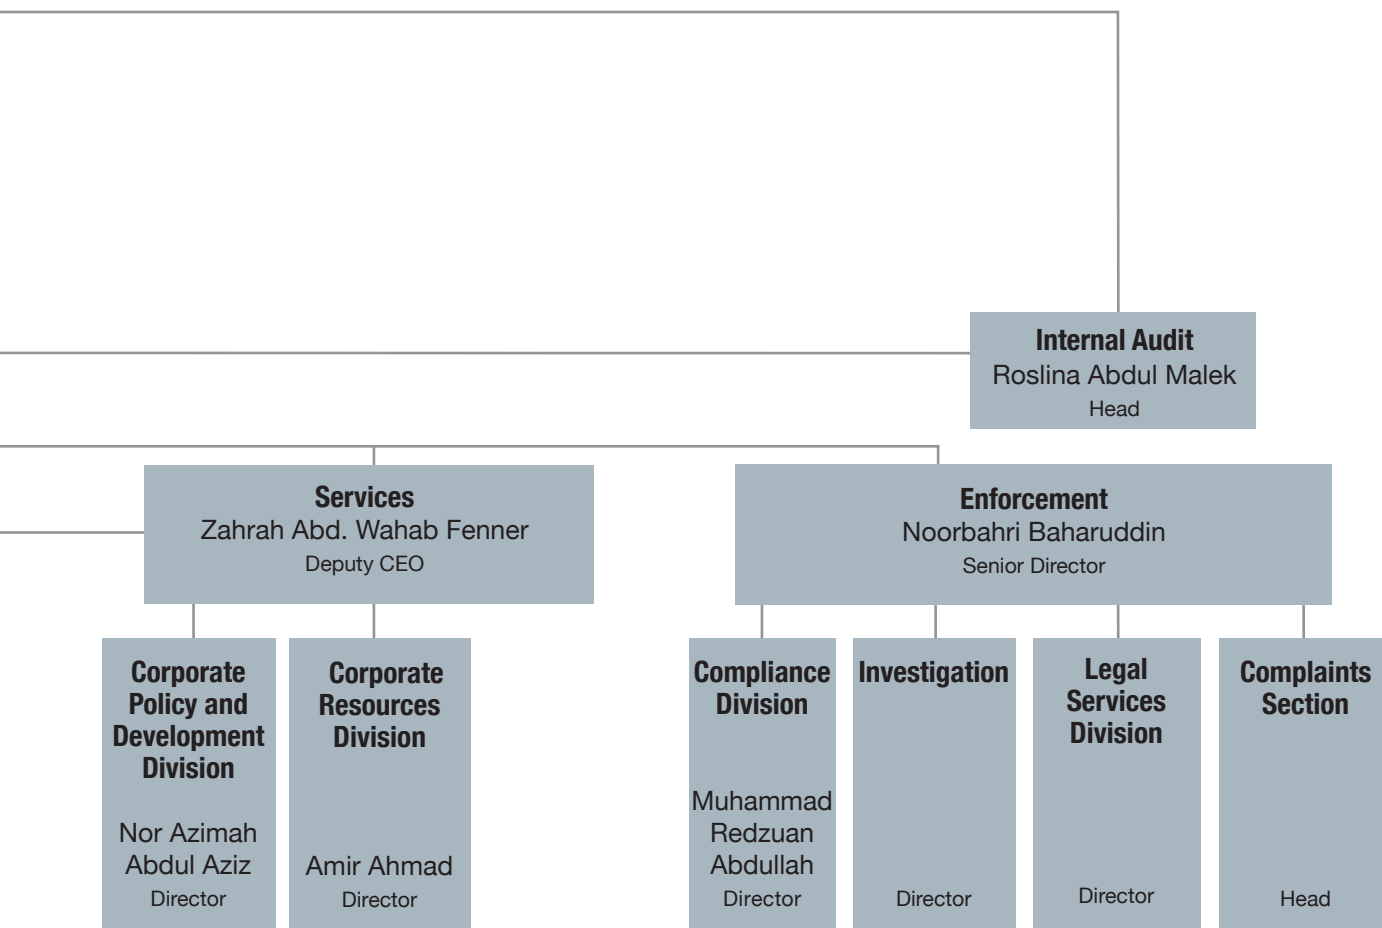 Internal Audit
Roslina Abdul Malek
Head
Services
Zahrah Abd. Wahab Fenner
Deputy CEO
Enforcement
Noorbahri Baharuddin
Senior Director
Corporate
Policy and
Development
Division
Nor Azimah
Abdul Aziz
Director
Corporate
Resources
Division
Amir Ahmad
Director
Compliance
Division
Muhammad
Redzuan
Abdullah
Director
Investigation
Director
Legal
Services
Division
Director
Complaints
Section
Head